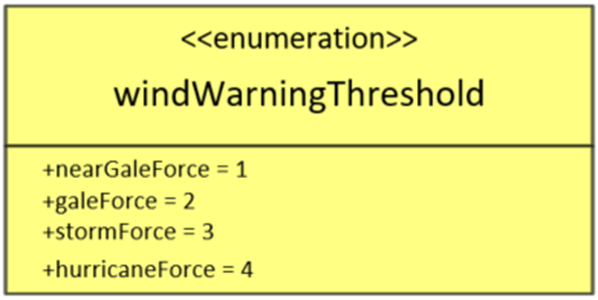 <<enumeration>>
windWarningThreshold
+nearGaleForce = 1
+galeForce = 2
+stormForce = 3
+hurricaneForce = 4